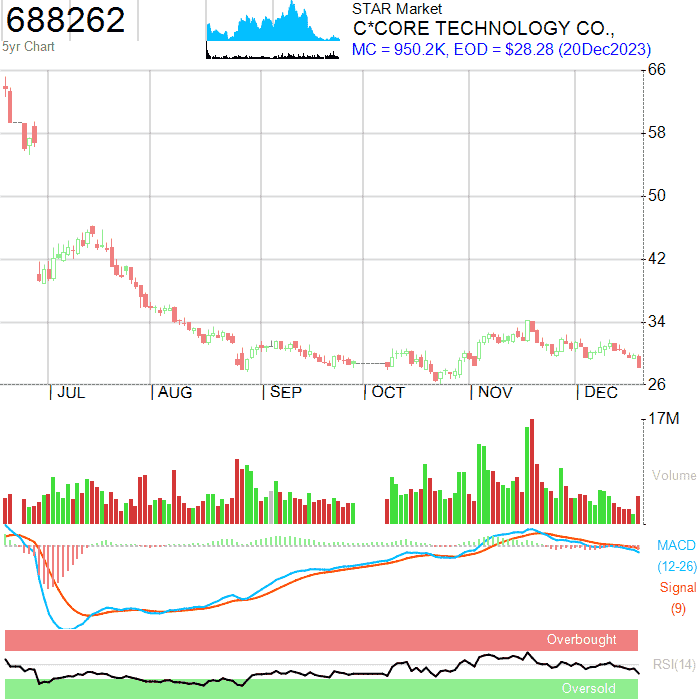 688262
5yr Chart
STAR Market
C*CORE TECHNOLOGY CO.,
MC = 950.2K, EOD = $28.28 (20Dec2023)
66
58
50
42
34
26
JUL AUG SEP OCT NOV DEC
17M
Volume
MACD
(12-26)
Signal
(9)
Overbought
RSI(14)
Oversold